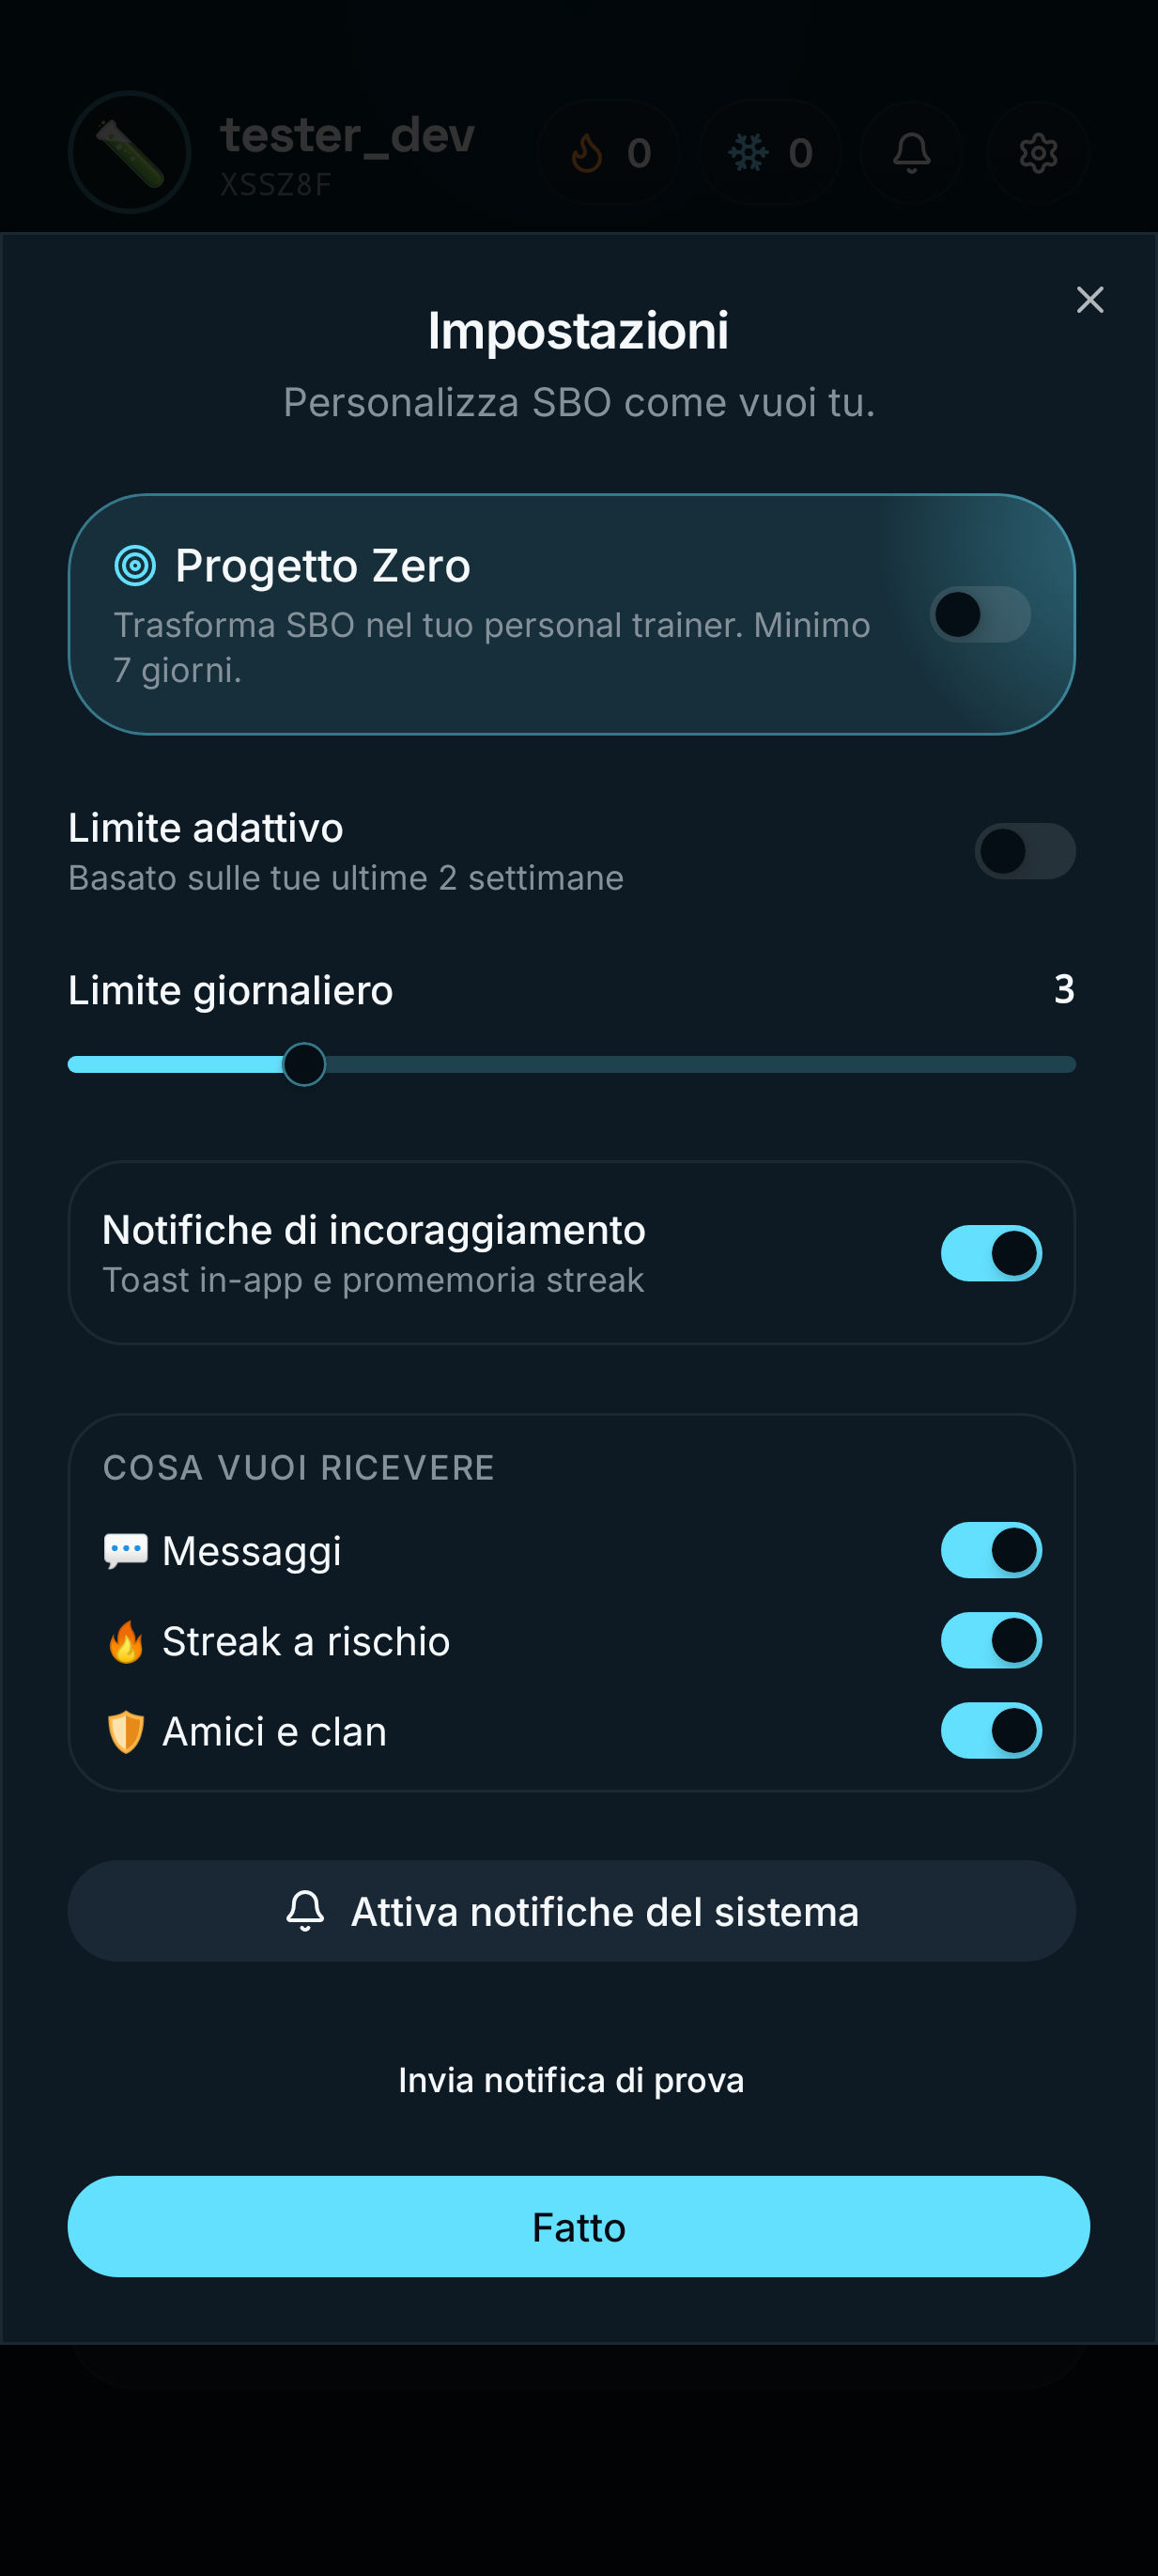 tester_dev
XSSZ8F
0
0
Impostazioni
Personalizza SBO come vuoi tu.
Progetto Zero
Trasforma SBO nel tuo personal trainer. Minimo
7 giorni.
Limite adattivo
Basato sulle tue ultime 2 settimane
Limite giornaliero
3
Notifiche di incoraggiamento
Toast in-app e promemoria streak
COSA VUOI RICEVERE
Messaggi
Streak a rischio
Amici e clan
Attiva notifiche del sistema
Invia notifica di prova
Fatto